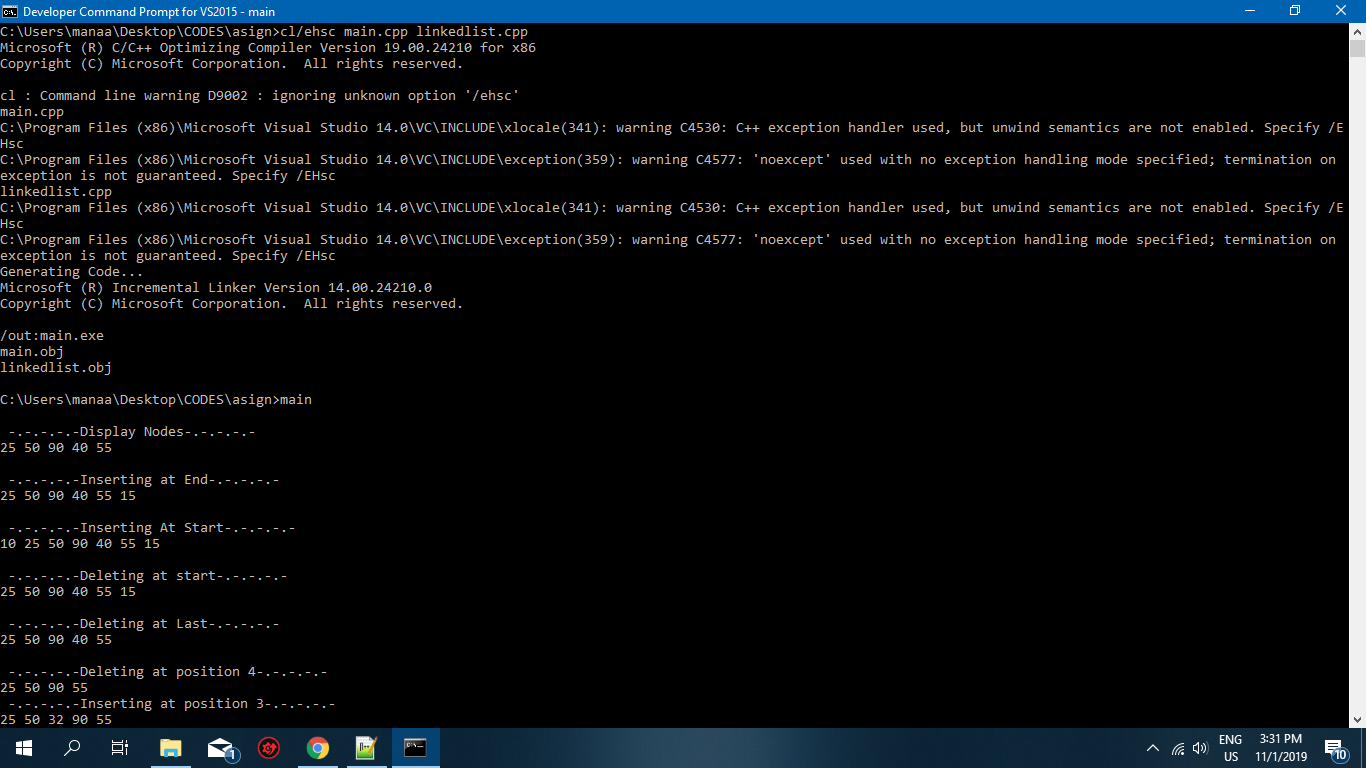 Developer Command Prompt for VS2015 - main
C:\Users\manaa\Desktop\CODES\asign>cl/ehsc main.cpp linkedlist.cpp
Microsoft (R) C/C++ Optimizing Compiler Version 19.00.24210 for x86
Copyright (C) Microsoft Corporation.  All rights reserved.
cl : Command line warning D9002 : ignoring unknown option '/ehsc'
main.cpp
C:\Program Files (x86)\Microsoft Visual Studio 14.0\VC\INCLUDE\xlocale(341): warning C4530: C++ exception handler used, but unwind semantics are not enabled. Specify /E
Hsc
C:\Program Files (x86)\Microsoft Visual Studio 14.0\VC\INCLUDE\exception(359): warning C4577: 'noexcept' used with no exception handling mode specified; termination on
exception is not guaranteed. Specify /EHsc
linkedlist.cpp
C:\Program Files (x86)\Microsoft Visual Studio 14.0\VC\INCLUDE\xlocale(341): warning C4530: C++ exception handler used, but unwind semantics are not enabled. Specify /E
Hsc
C:\Program Files (x86)\Microsoft Visual Studio 14.0\VC\INCLUDE\exception(359): warning C4577: 'noexcept' used with no exception handling mode specified; termination on
exception is not guaranteed. Specify /EHsc
Generating Code...
Microsoft (R) Incremental Linker Version 14.00.24210.0
Copyright (C) Microsoft Corporation.  All rights reserved.
/out:main.exe
main.obj
linkedlist.obj
C:\Users\manaa\Desktop\CODES\asign>main
-.-.-.-.-Display Nodes-.-.-.-.-
25 50 90 40 55
-.-.-.-.-Inserting at End-.-.-.-.-
25 50 90 40 55 15
-.-.-.-.-Inserting At Start-.-.-.-.-
10 25 50 90 40 55 15
-.-.-.-.-Deleting at start-.-.-.-.-
25 50 90 40 55 15
-.-.-.-.-Deleting at Last-.-.-.-.-
25 50 90 40 55
-.-.-.-.-Deleting at position 4-.-.-.-.-
25 50 90 55
-.-.-.-.-Inserting at position 3-.-.-.-.-
25 50 32 90 55
1
ENG
US
3:31 PM
11/1/2019
10